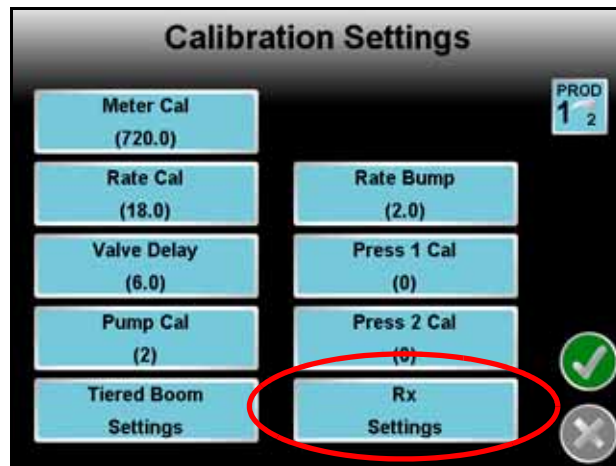 Calibration Settings
PROD
1 2
Meter Cal
(720.0)
Rate Cal
(18.0)
Rate Bump
(2.0)
Valve Delay
(6.0)
Press 1 Cal
(0)
Pump Cal
(2)
Press 2 Cal
(0)
Tiered Boom
Settings
Rx
Settings